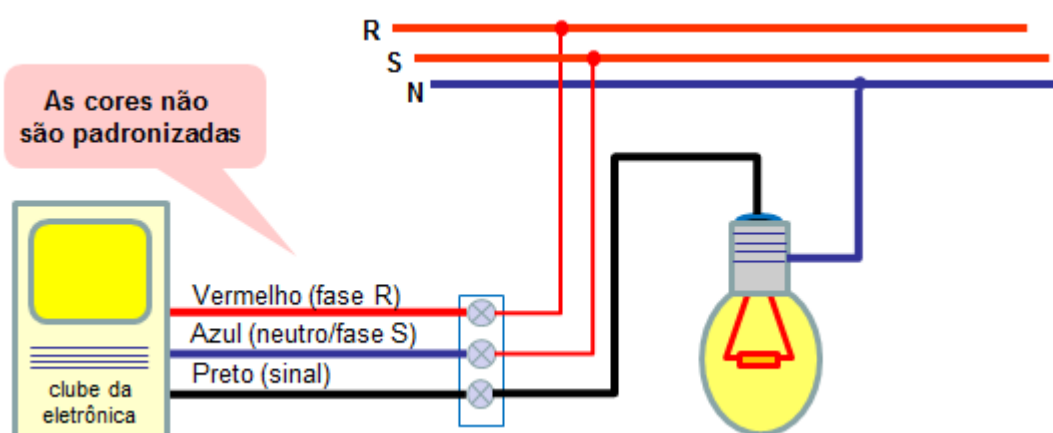 R
S
N
As cores não
são padronizadas
Vermelho (fase R)
Azul (neutro/fase S)
Preto (sinal)
clube da
eletrônica